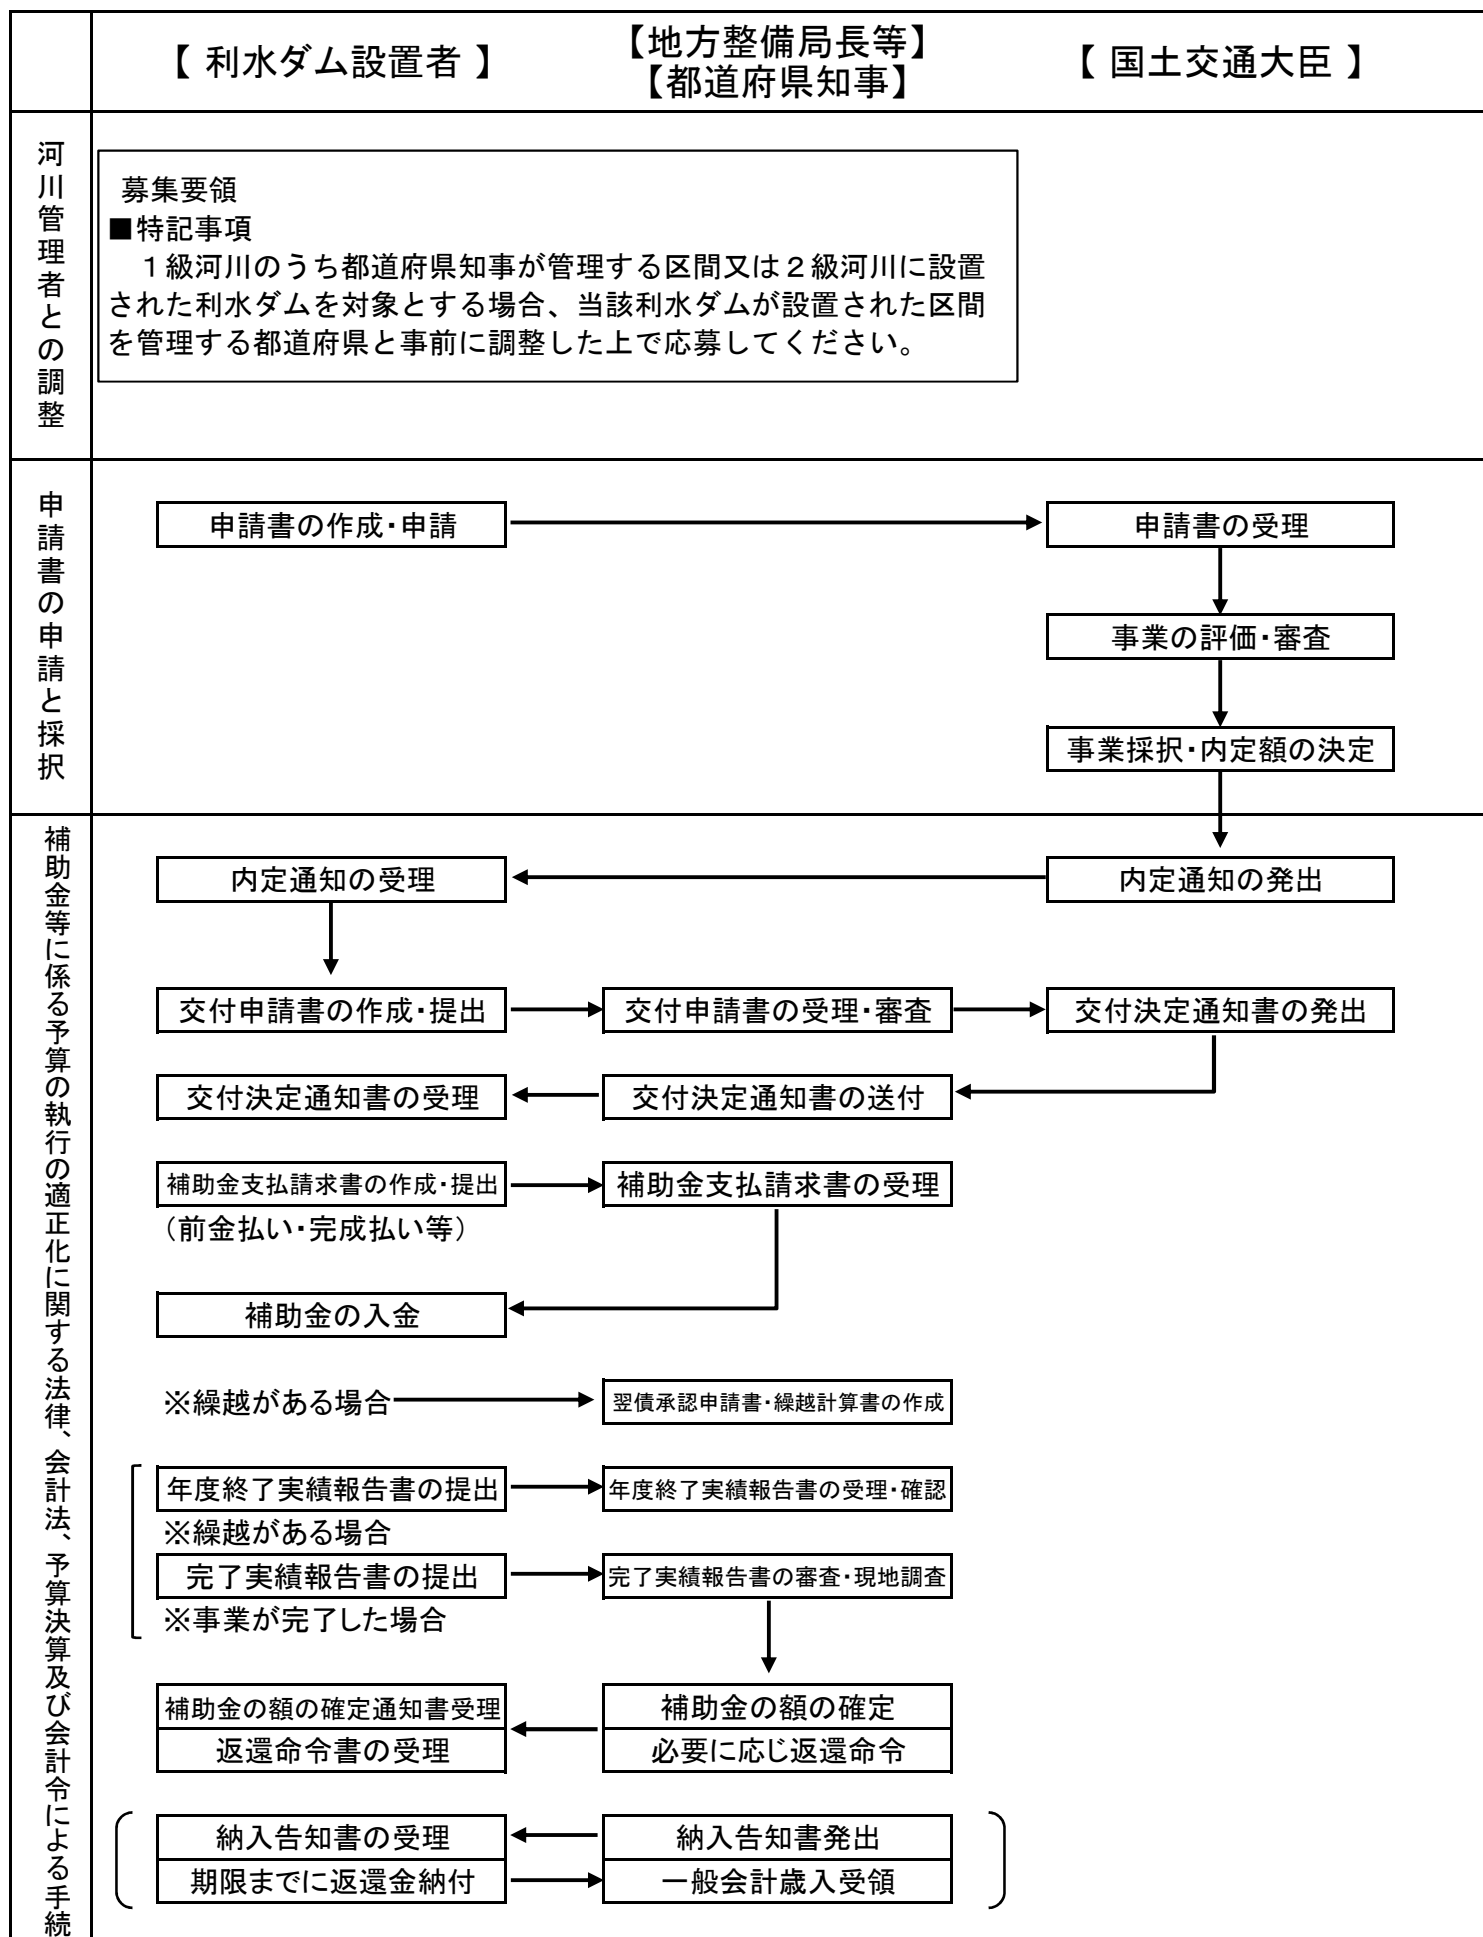 【 利水ダム設置者 】
【地方整備局長等】
【都道府県知事】
【 国土交通大臣 】
河川管理者との調整
募集要領
■特記事項
　１級河川のうち都道府県知事が管理する区間又は２級河川に設置
された利水ダムを対象とする場合、当該利水ダムが設置された区間
を管理する都道府県と事前に調整した上で応募してください。
申請書の申請と採択
申請書の作成・申請
申請書の受理
事業の評価・審査
事業採択・内定額の決定
補助金等に係る予算の執行の適正化に関する法律、会計法、予算決算及び会計令による手続
内定通知の受理
内定通知の発出
交付申請書の作成・提出
交付申請書の受理・審査
交付決定通知書の発出
交付決定通知書の受理
交付決定通知書の送付
補助金支払請求書の作成・提出
補助金支払請求書の受理
（前金払い・完成払い等）
補助金の入金
※繰越がある場合
翌債承認申請書・繰越計算書の作成
年度終了実績報告書の提出
年度終了実績報告書の受理・確認
※繰越がある場合
完了実績報告書の提出
完了実績報告書の審査・現地調査
※事業が完了した場合
補助金の額の確定通知書受理
補助金の額の確定
返還命令書の受理
必要に応じ返還命令
納入告知書の受理
納入告知書発出
期限までに返還金納付
一般会計歳入受領